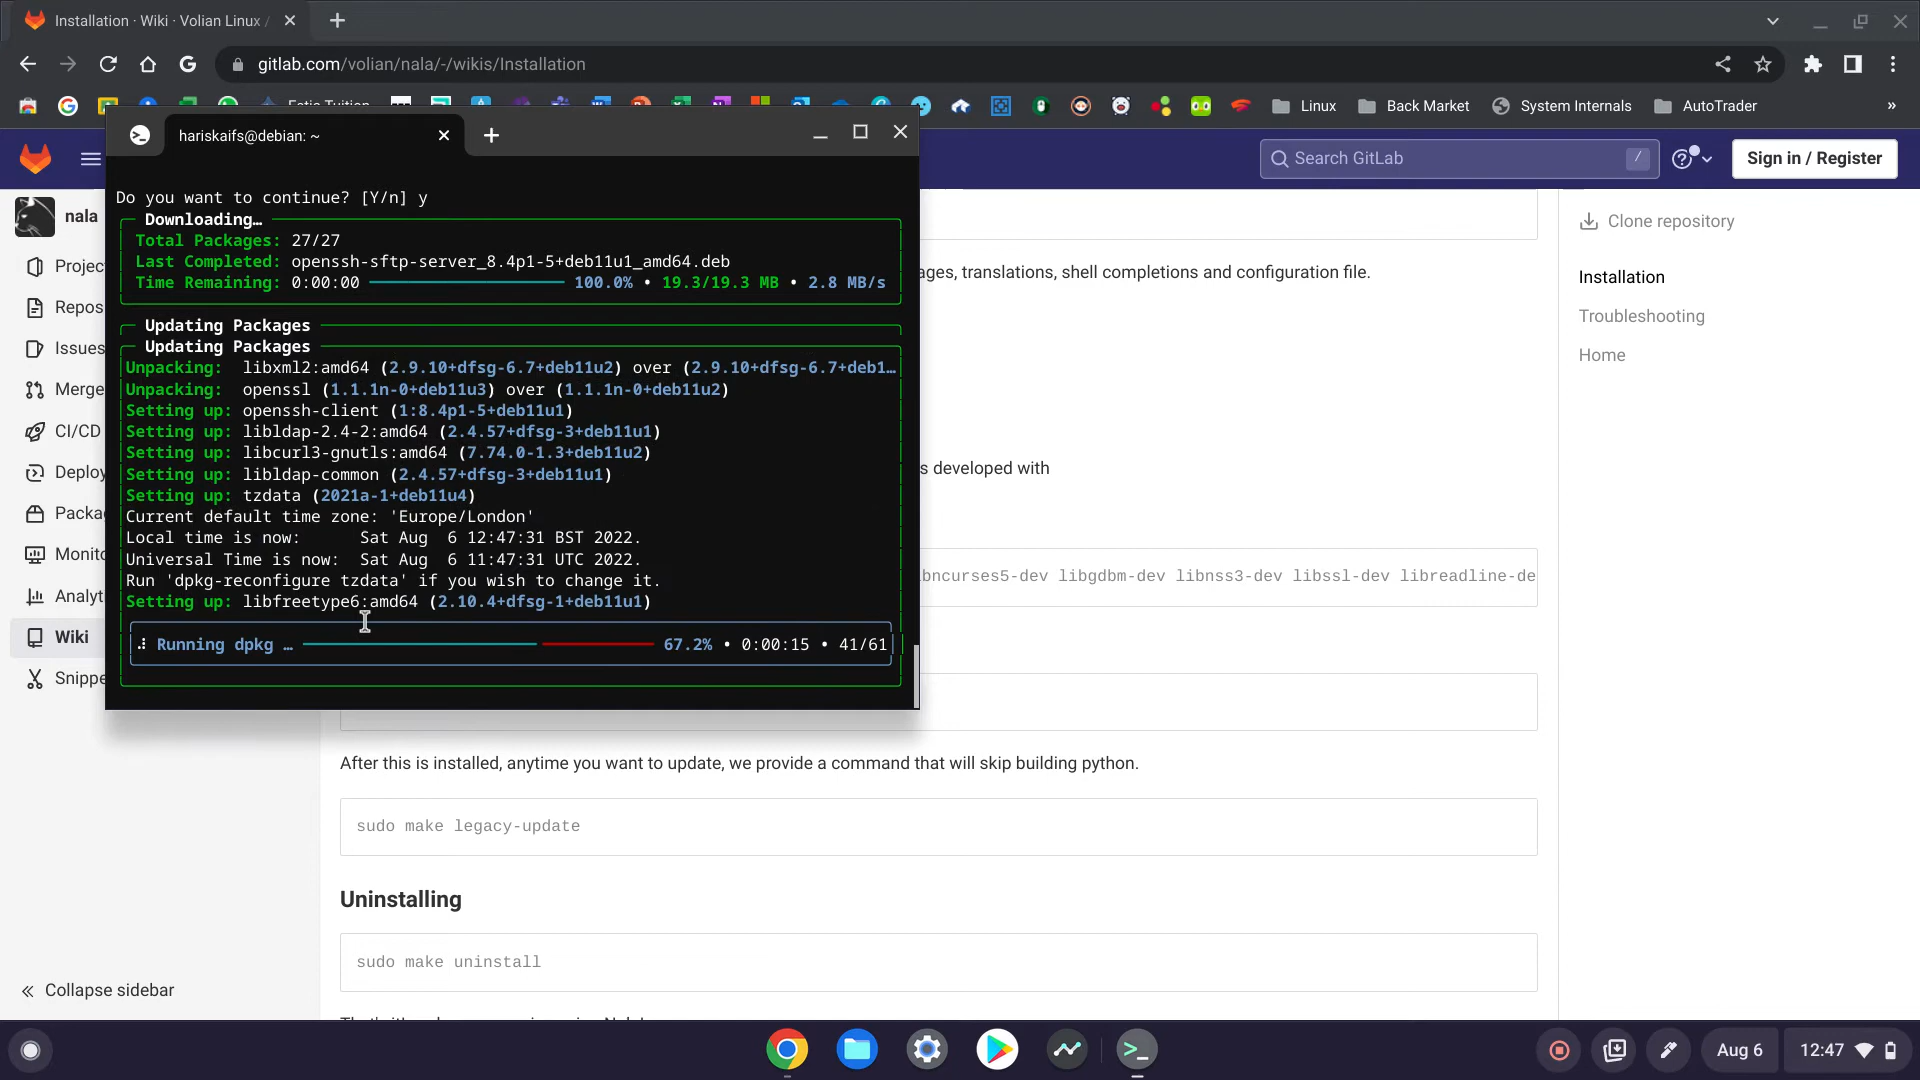 Installation · Wiki · Volian Linux /
gitlab.com/volian/nala/-/wikis/Installation
Linux
Back Market
System Internals
AutoTrader
»
hariskaifs@debian: ~
Search GitLab
/
Sign in / Register
nala
Repos
Issues
Merge
CI/CD
Deploy
Packa
Monito
Analyt
Wiki
Snippe
Collapse sidebar
Do you want to continue? [Y/n] y
Downloading…
Total Packages: 27/27
Last Completed: openssh-sftp-server_8.4p1-5+deb11u1_amd64.deb
Time Remaining: 0:00:00 100.0% • 19.3/19.3 MB • 2.8 MB/s
Updating Packages
Updating Packages
Unpacking: libxml2:amd64 (2.9.10+dfsg-6.7+deb11u2) over (2.9.10+dfsg-6.7+deb1…
Unpacking: openssl (1.1.1n-0+deb11u3) over (1.1.1n-0+deb11u2)
Setting up: openssh-client (1:8.4p1-5+deb11u1)
Setting up: libldap-2.4-2:amd64 (2.4.57+dfsg-3+deb11u1)
Setting up: libcurl3-gnutls:amd64 (7.74.0-1.3+deb11u2)
Setting up: libldap-common (2.4.57+dfsg-3+deb11u1)
Setting up: tzdata (2021a-1+deb11u4)
Current default time zone: 'Europe/London'
Local time is now: Sat Aug 6 12:47:31 BST 2022.
Universal Time is now: Sat Aug 6 11:47:31 UTC 2022.
Run 'dpkg-reconfigure tzdata' if you wish to change it.
Setting up: libfreetype6:amd64 (2.10.4+dfsg-1+deb11u1)
Running dpkg … 67.2% • 0:00:15 • 41/61
ages, translations, shell completions and configuration file.
s developed with
bncurses5-dev libgdbm-dev libnss3-dev libssl-dev libreadline-de
After this is installed, anytime you want to update, we provide a command that will skip building python.
sudo make legacy-update
Uninstalling
sudo make uninstall
Clone repository
Installation
Troubleshooting
Home
Aug 6
12:47